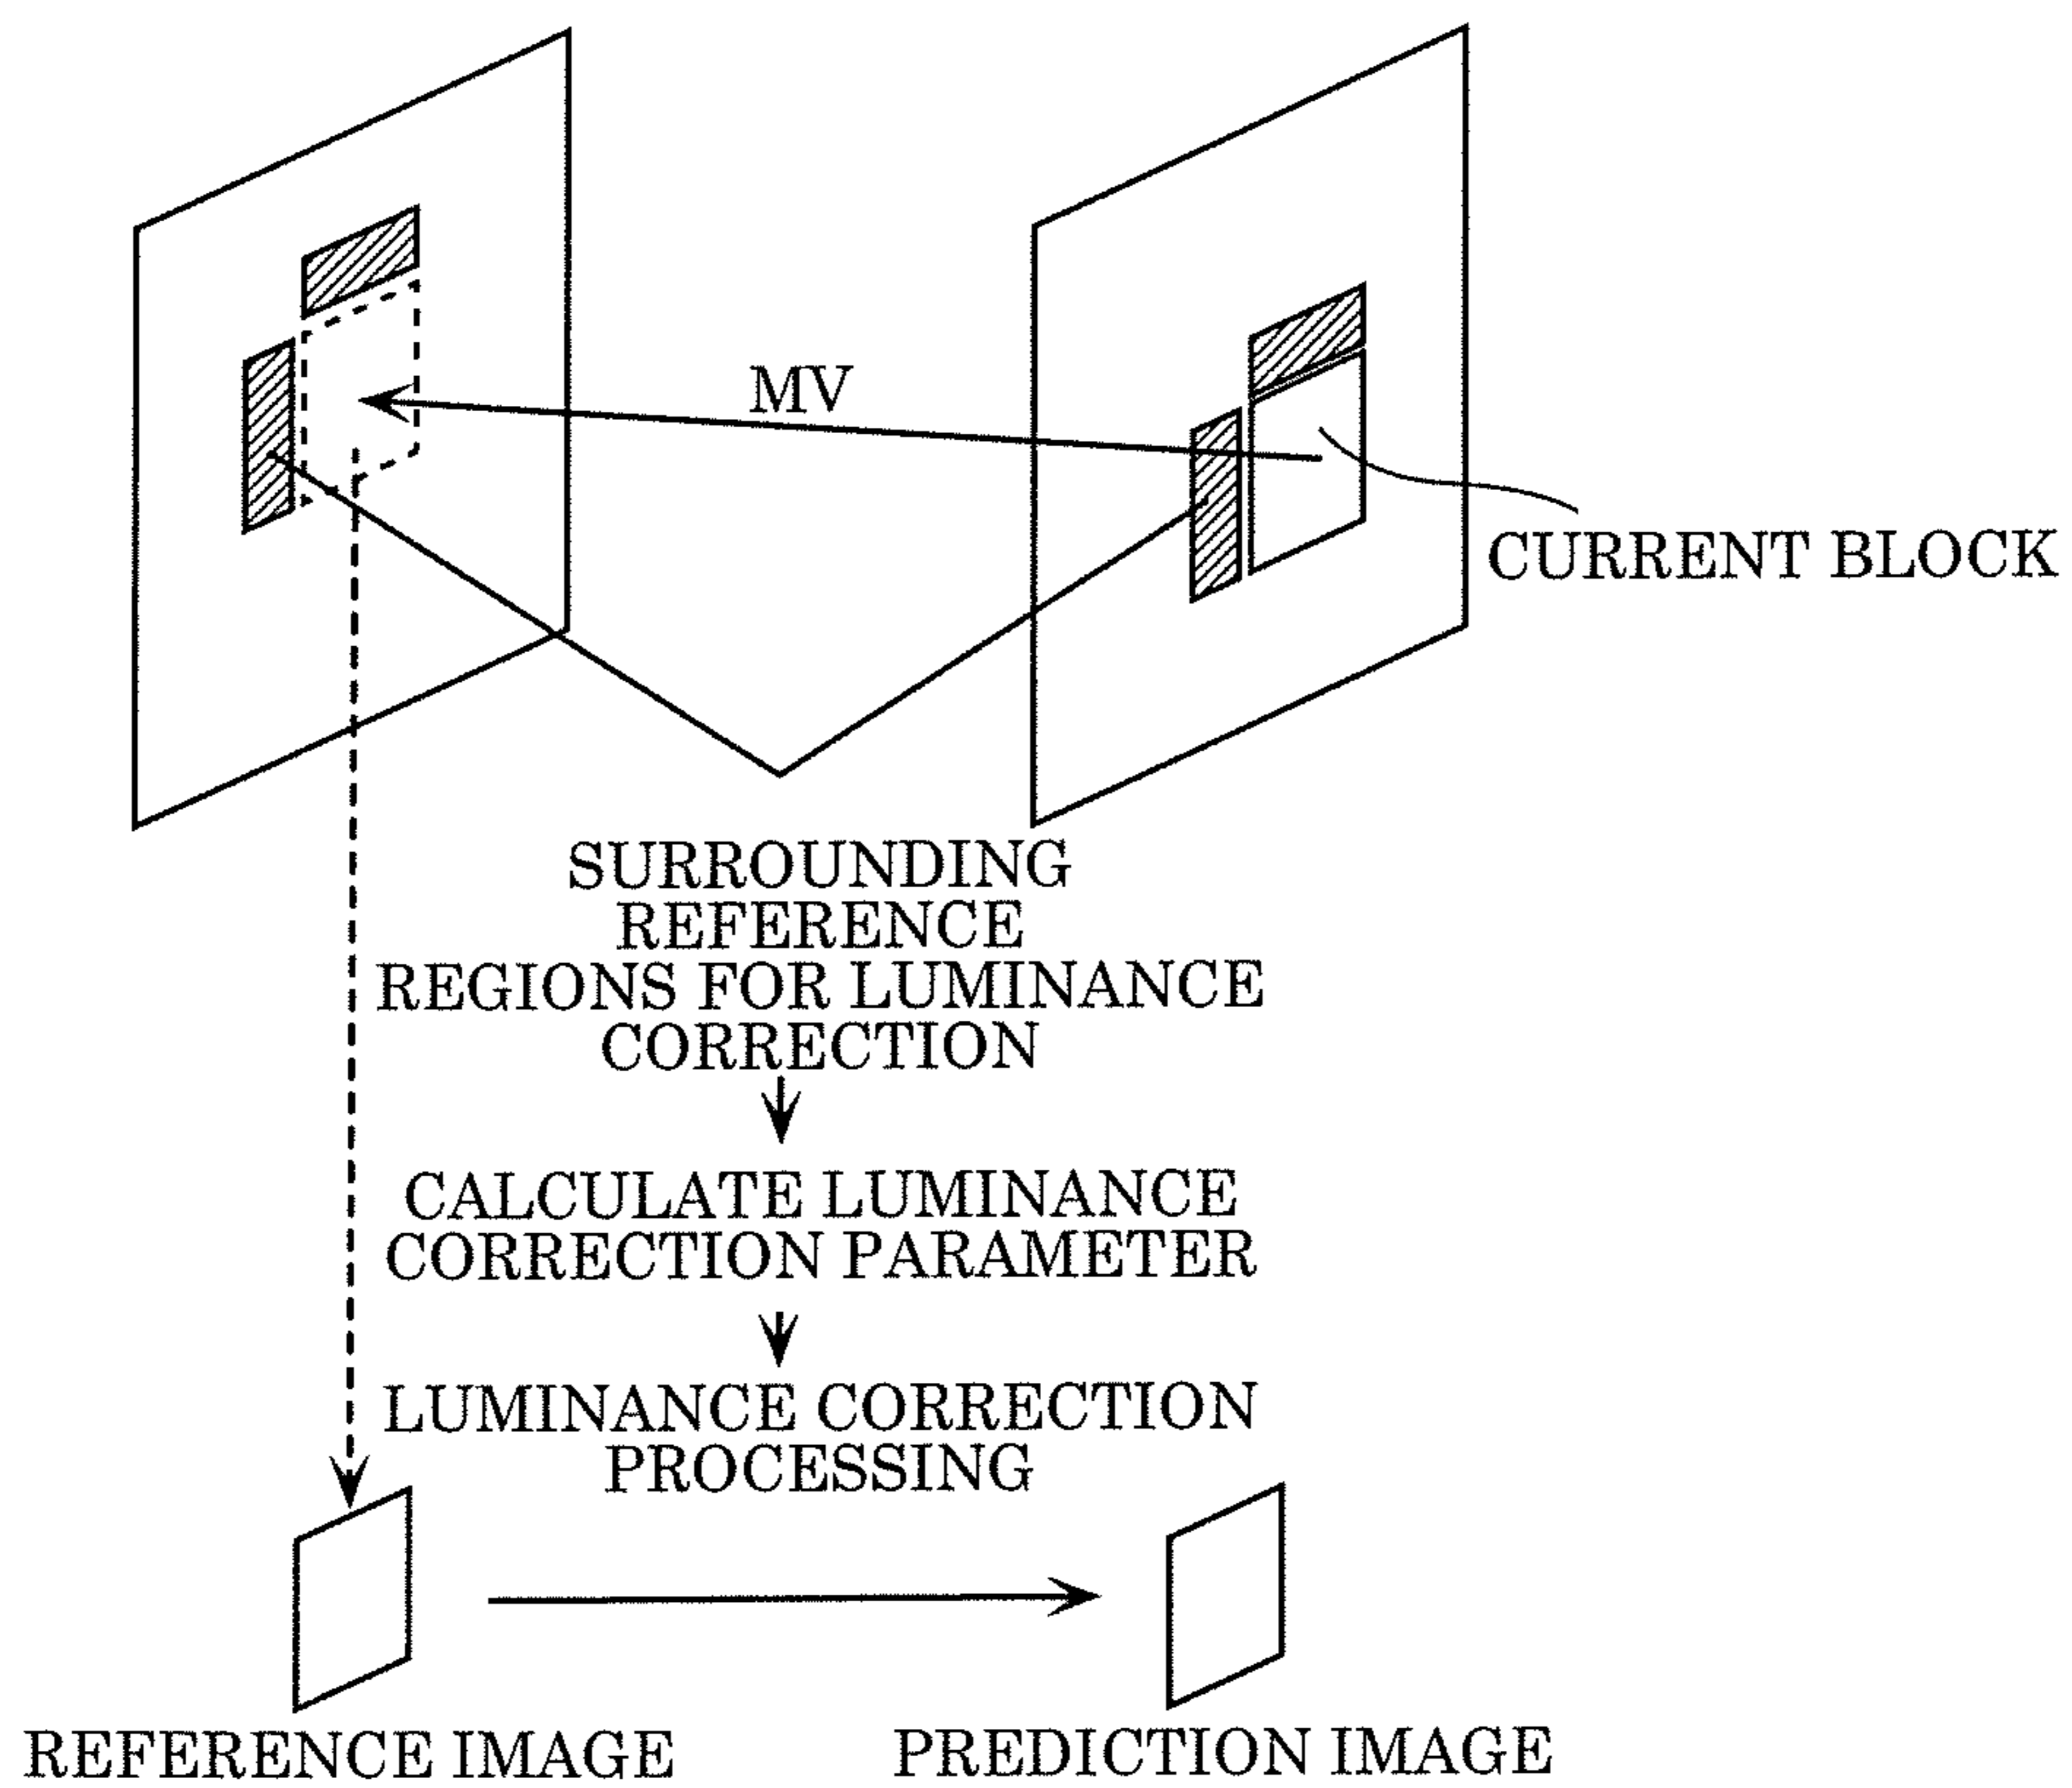 MV
CURRENT BLOCK
SURROUNDING
REFERENCE
REGIONS FOR LUMINANCE
CORRECTION
CALCULATE LUMINANCE
CORRECTION PARAMETER
LUMINANCE CORRECTION
PROCESSING
REFERENCE IMAGE
PREDICTION IMAGE